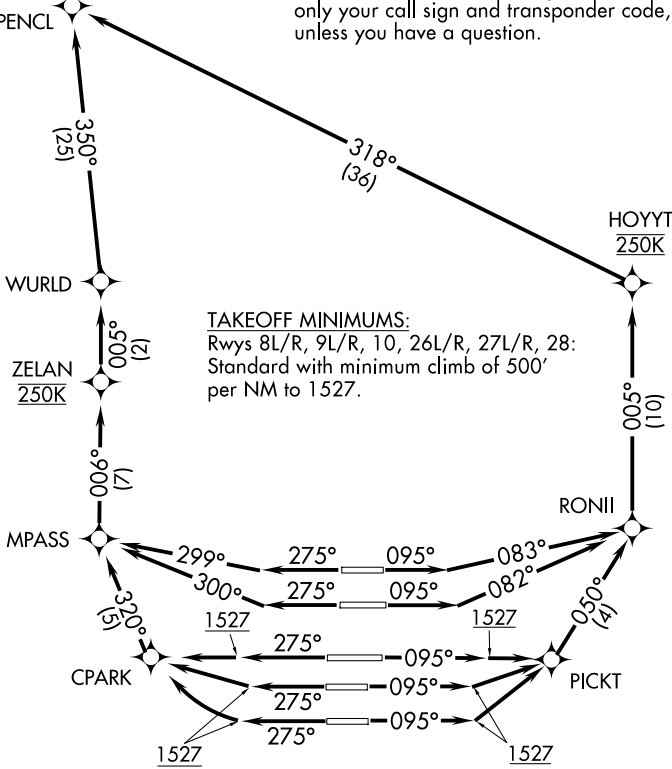 only your call sign and transponder code,
unless you have a question.
PENCL
350°
(25)
318°
(36)
HOYYT
250K
WURLD
TAKEOFF MINIMUMS:
Rwys 8L/R, 9L/R, 10, 26L/R, 27L/R, 28:
Standard with minimum climb of 500'
per NM to 1527.
005°
(2)
ZELAN
250K
005°
(10)
006°
(7)
RONII
MPASS
299°
275°
095°
083°
300°
275°
095°
082°
320°
(5)
050°
(4)
1527
275°
095°
1527
CPARK
PICKT
275°
095°
275°
095°
1527
1527